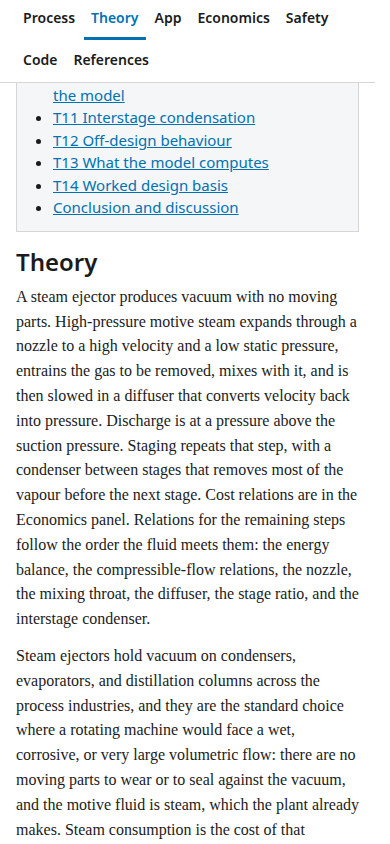 Process Theory App Economics Safety
Code References
the model
T11 Interstage condensation
T12 Off-design behaviour
T13 What the model computes
T14 Worked design basis
Conclusion and discussion
Theory
A steam ejector produces vacuum with no moving
parts. High-pressure motive steam expands through a
nozzle to a high velocity and a low static pressure,
entrains the gas to be removed, mixes with it, and is
then slowed in a diffuser that converts velocity back
into pressure. Discharge is at a pressure above the
suction pressure. Staging repeats that step, with a
condenser between stages that removes most of the
vapour before the next stage. Cost relations are in the
Economics panel. Relations for the remaining steps
follow the order the fluid meets them: the energy
balance, the compressible-flow relations, the nozzle,
the mixing throat, the diffuser, the stage ratio, and the
interstage condenser.
Steam ejectors hold vacuum on condensers,
evaporators, and distillation columns across the
process industries, and they are the standard choice
where a rotating machine would face a wet,
corrosive, or very large volumetric flow: there are no
moving parts to wear or to seal against the vacuum,
and the motive fluid is steam, which the plant already
makes. Steam consumption is the cost of that